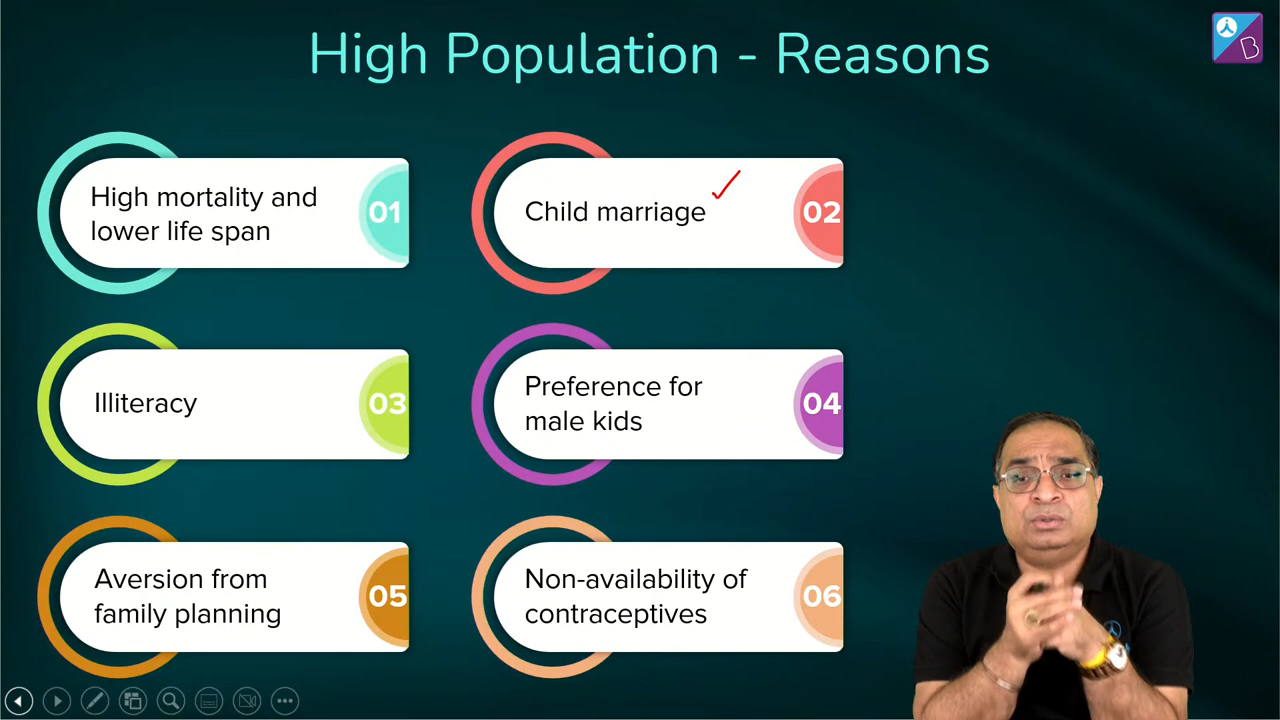 High Population - Reasons
High mortality and
lower life span
01
Child marriage
02
Illiteracy
03
Preference for
male kids
04
Aversion from
family planning
05
Non-availability of
contraceptives
06
B